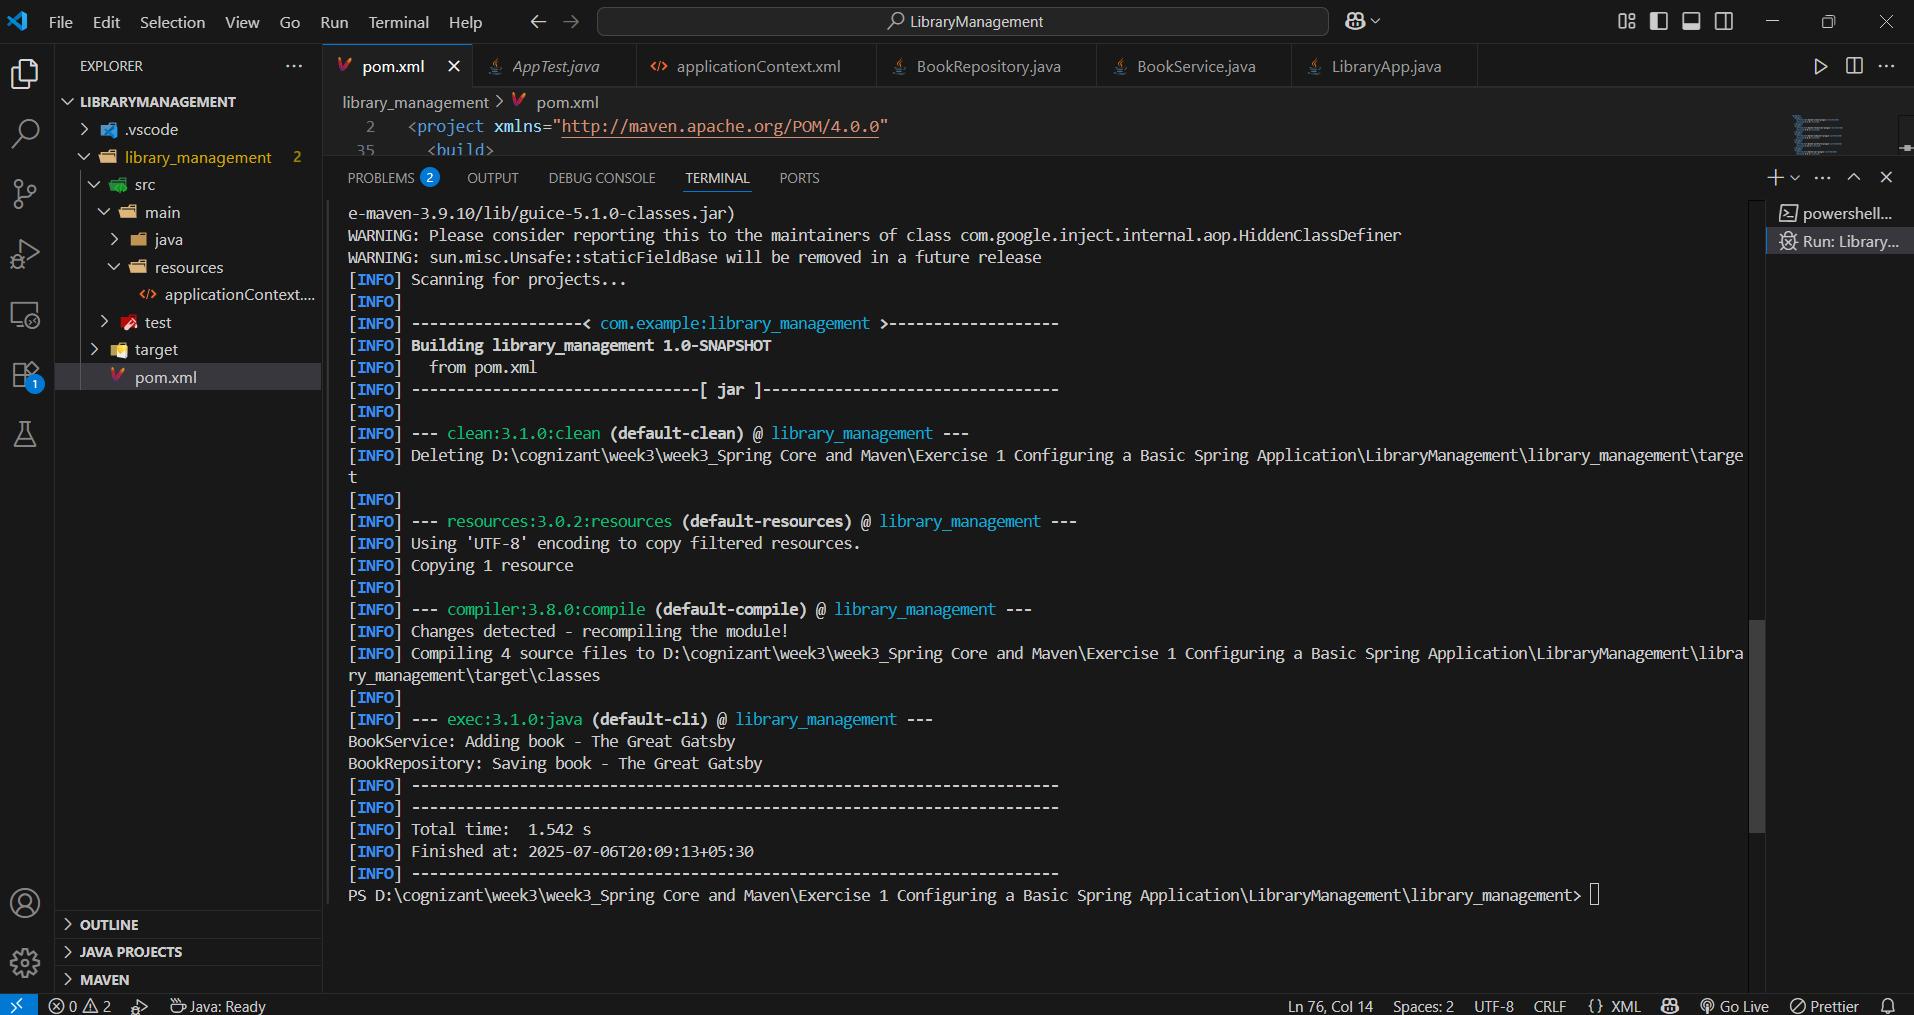 File Edit Selection View Go Run Terminal Help
LibraryManagement
EXPLORER
LIBRARYMANAGEMENT
.vscode
library_management 2
src
main
java
resources
applicationContext....
test
target
pom.xml
OUTLINE
JAVA PROJECTS
MAVEN
pom.xml AppTest.java applicationContext.xml BookRepository.java BookService.java LibraryApp.java
library_management > pom.xml
2 <project xmlns="http://maven.apache.org/POM/4.0.0"
35 <build>
PROBLEMS 2 OUTPUT DEBUG CONSOLE TERMINAL PORTS
powershell...
Run: Library...
e-maven-3.9.10/lib/guice-5.1.0-classes.jar)
WARNING: Please consider reporting this to the maintainers of class com.google.inject.internal.aop.HiddenClassDefiner
WARNING: sun.misc.Unsafe::staticFieldBase will be removed in a future release
[INFO] Scanning for projects...
[INFO]
[INFO] -------------------< com.example:library_management >-------------------
[INFO] Building library_management 1.0-SNAPSHOT
[INFO]   from pom.xml
[INFO] --------------------------------[ jar ]---------------------------------
[INFO]
[INFO] --- clean:3.1.0:clean (default-clean) @ library_management ---
[INFO] Deleting D:\cognizant\week3\week3_Spring Core and Maven\Exercise 1 Configuring a Basic Spring Application\LibraryManagement\library_management\targe
t
[INFO]
[INFO] --- resources:3.0.2:resources (default-resources) @ library_management ---
[INFO] Using 'UTF-8' encoding to copy filtered resources.
[INFO] Copying 1 resource
[INFO]
[INFO] --- compiler:3.8.0:compile (default-compile) @ library_management ---
[INFO] Changes detected - recompiling the module!
[INFO] Compiling 4 source files to D:\cognizant\week3\week3_Spring Core and Maven\Exercise 1 Configuring a Basic Spring Application\LibraryManagement\libra
ry_management\target\classes
[INFO]
[INFO] --- exec:3.1.0:java (default-cli) @ library_management ---
BookService: Adding book - The Great Gatsby
BookRepository: Saving book - The Great Gatsby
[INFO] ------------------------------------------------------------------------
[INFO] ------------------------------------------------------------------------
[INFO] Total time:  1.542 s
[INFO] Finished at: 2025-07-06T20:09:13+05:30
[INFO] ------------------------------------------------------------------------
PS D:\cognizant\week3\week3_Spring Core and Maven\Exercise 1 Configuring a Basic Spring Application\LibraryManagement\library_management>
1
0 2 Java: Ready Ln 76, Col 14 Spaces: 2 UTF-8 CRLF {} XML Go Live Prettier